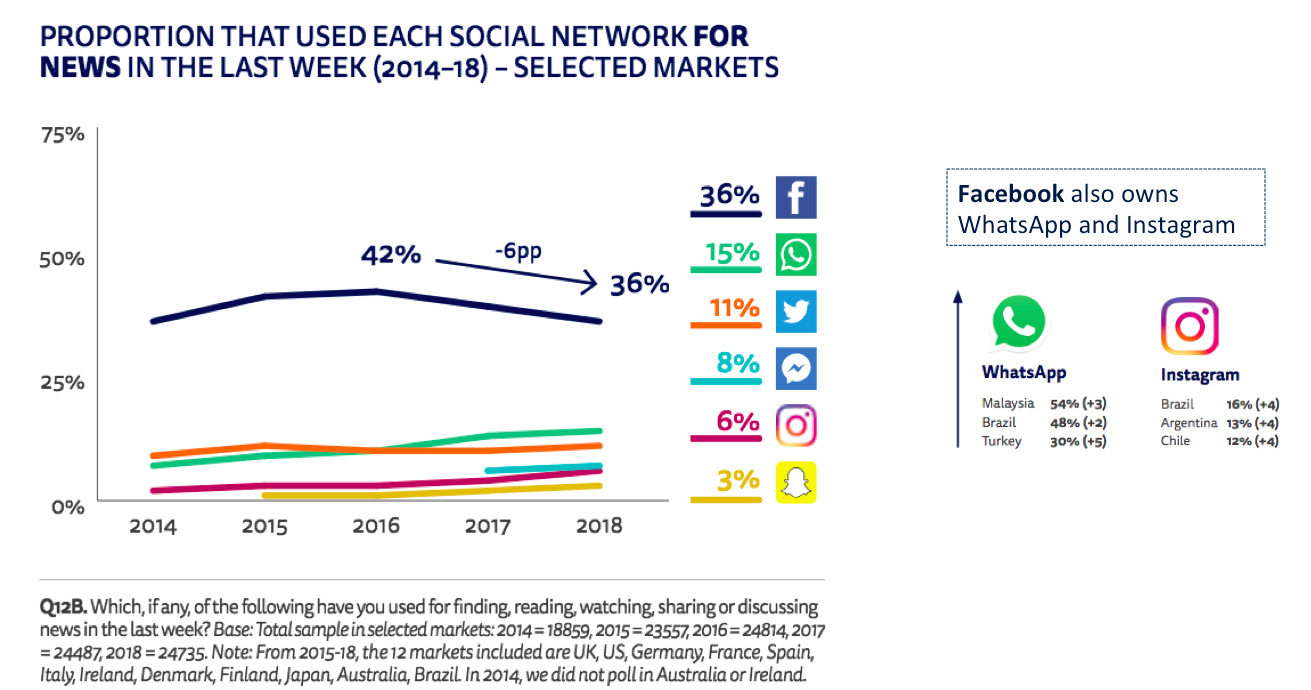 PROPORTION THAT USED EACH SOCIAL NETWORK FOR
NEWS IN THE LAST WEEK (2014–18) – SELECTED MARKETS
75%
50%
25%
0%
42%
-6pp
36%
2014
2015
2016
2017
2018
36%
15%
11%
8%
6%
3%
Facebook also owns
WhatsApp and Instagram
WhatsApp
Malaysia 54% (+3)
Brazil 48% (+2)
Turkey 30% (+5)
Instagram
Brazil 16% (+4)
Argentina 13% (+4)
Chile 12% (+4)
Q12B. Which, if any, of the following have you used for finding, reading, watching, sharing or discussing
news in the last week? Base: Total sample in selected markets: 2014 = 18859, 2015 = 23557, 2016 = 24814, 2017
= 24487, 2018 = 24735. Note: From 2015-18, the 12 markets included are UK, US, Germany, France, Spain,
Italy, Ireland, Denmark, Finland, Japan, Australia, Brazil. In 2014, we did not poll in Australia or Ireland.